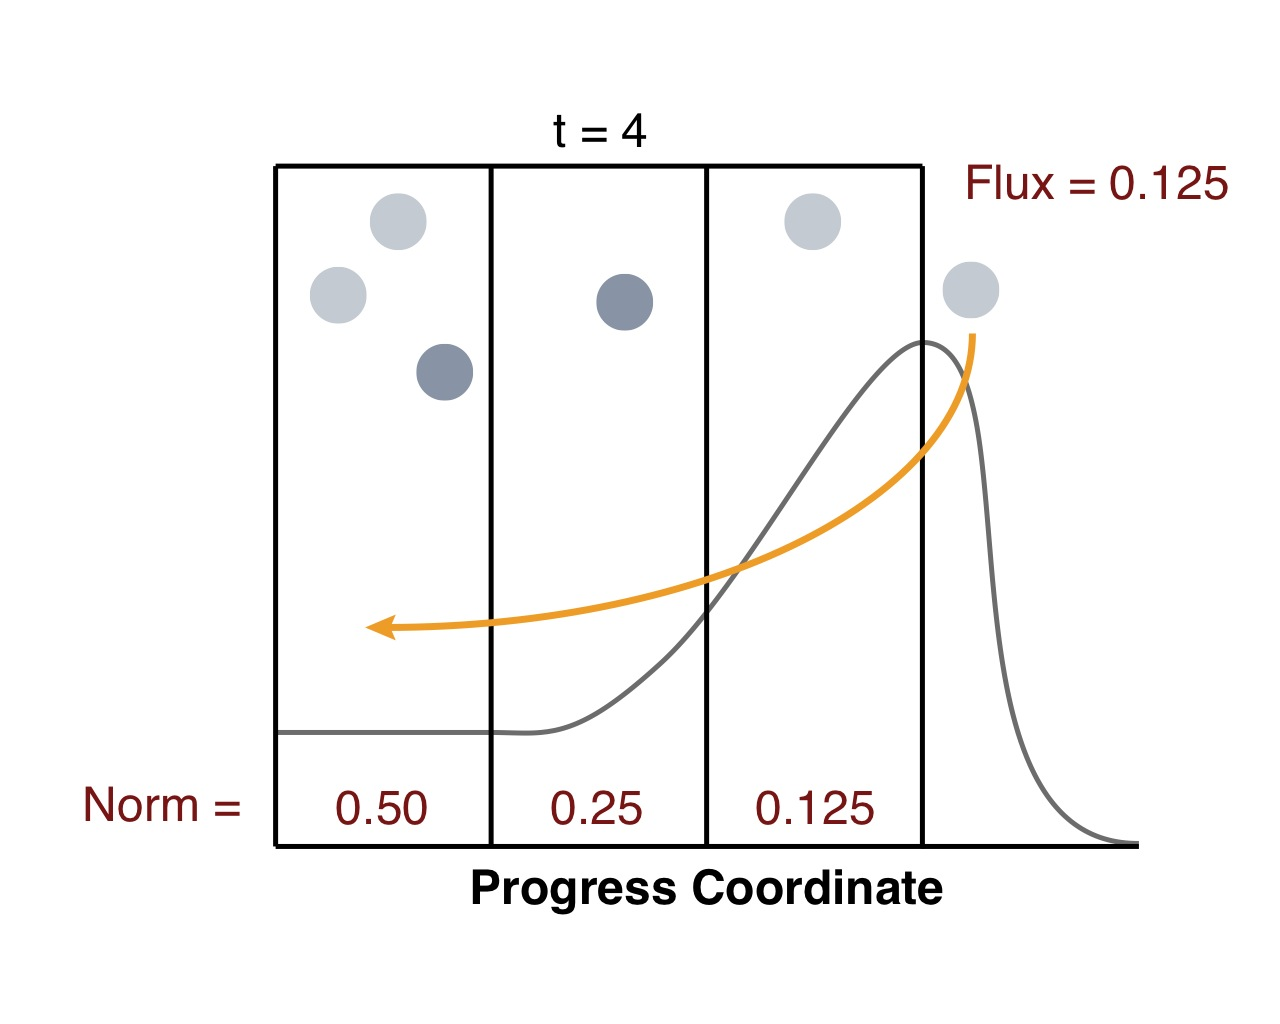 t = 4
Flux = 0.125
Norm = 0.50 0.25 0.125
Progress Coordinate